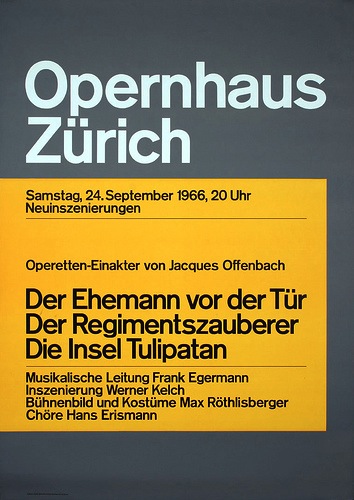 Opernhaus
Zürich
Samstag, 24. September 1966, 20 Uhr
Neuinszenierungen
Operetten-Einakter von Jacques Offenbach
Der Ehemann vor der Tür
Der Regimentszauberer
Die Insel Tulipatan
Musikalische Leitung Frank Egermann
Inszenierung Werner Kelch
Bühnenbild und Kostüme Max Röthlisberger
Chöre Hans Erismann